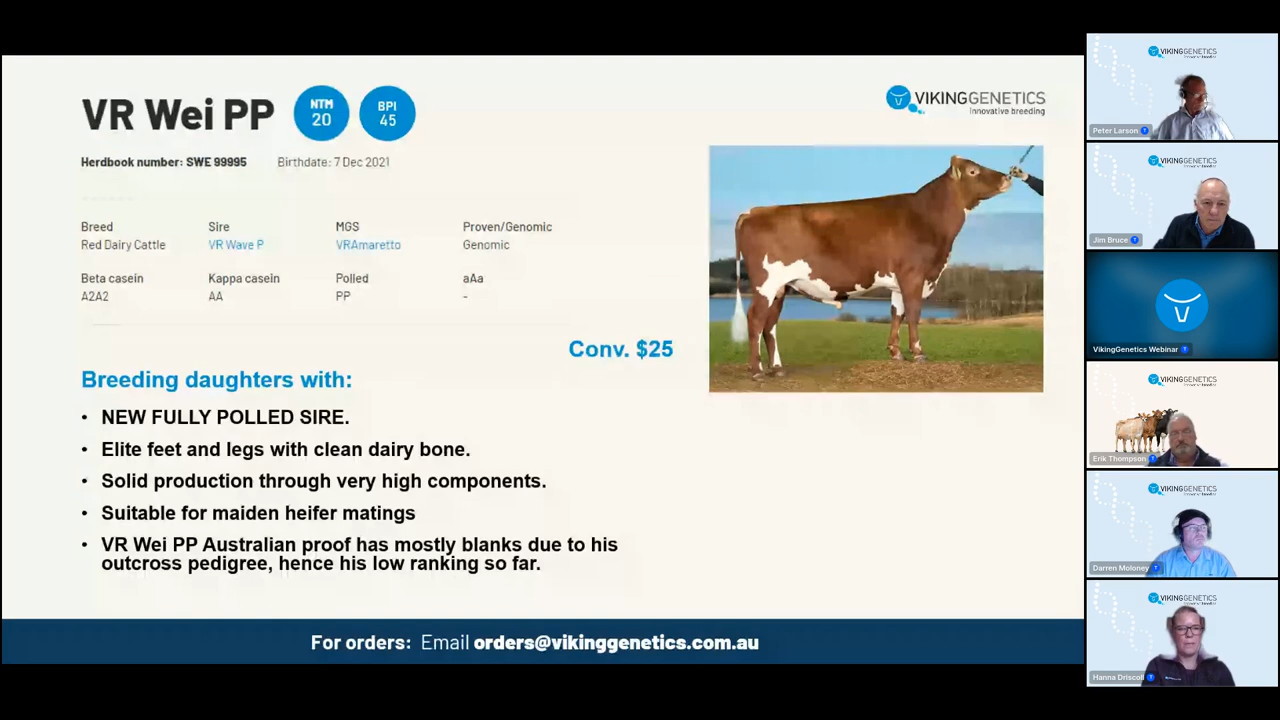 VR Wei PP
NTM
20
BPI
45
VIKINGGENETICS
innovative breeding
Herdbook number: SWE 99995
Birthdate: 7 Dec 2021
Breed
Sire
MGS
Proven/Genomic
Red Dairy Cattle
VR Wave P
VR Amaretto
Genomic
Beta casein
Kappa casein
Polled
aAa
A2A2
AA
PP
-
Conv. $25
Breeding daughters with:
• NEW FULLY POLLED SIRE.
• Elite feet and legs with clean dairy bone.
• Solid production through very high components.
• Suitable for maiden heifer matings
• VR Wei PP Australian proof has mostly blanks due to his
outcross pedigree, hence his low ranking so far.
For orders: Email orders@vikinggenetics.com.au
VIKINGGENETICS
Peter Larson
VIKINGGENETICS
Jim Bruce
VikingGenetics Webinar
VIKINGGENETICS
Erik Thompson
VIKINGGENETICS
Darren Moloney
VIKINGGENETICS
Hanna Driscoll